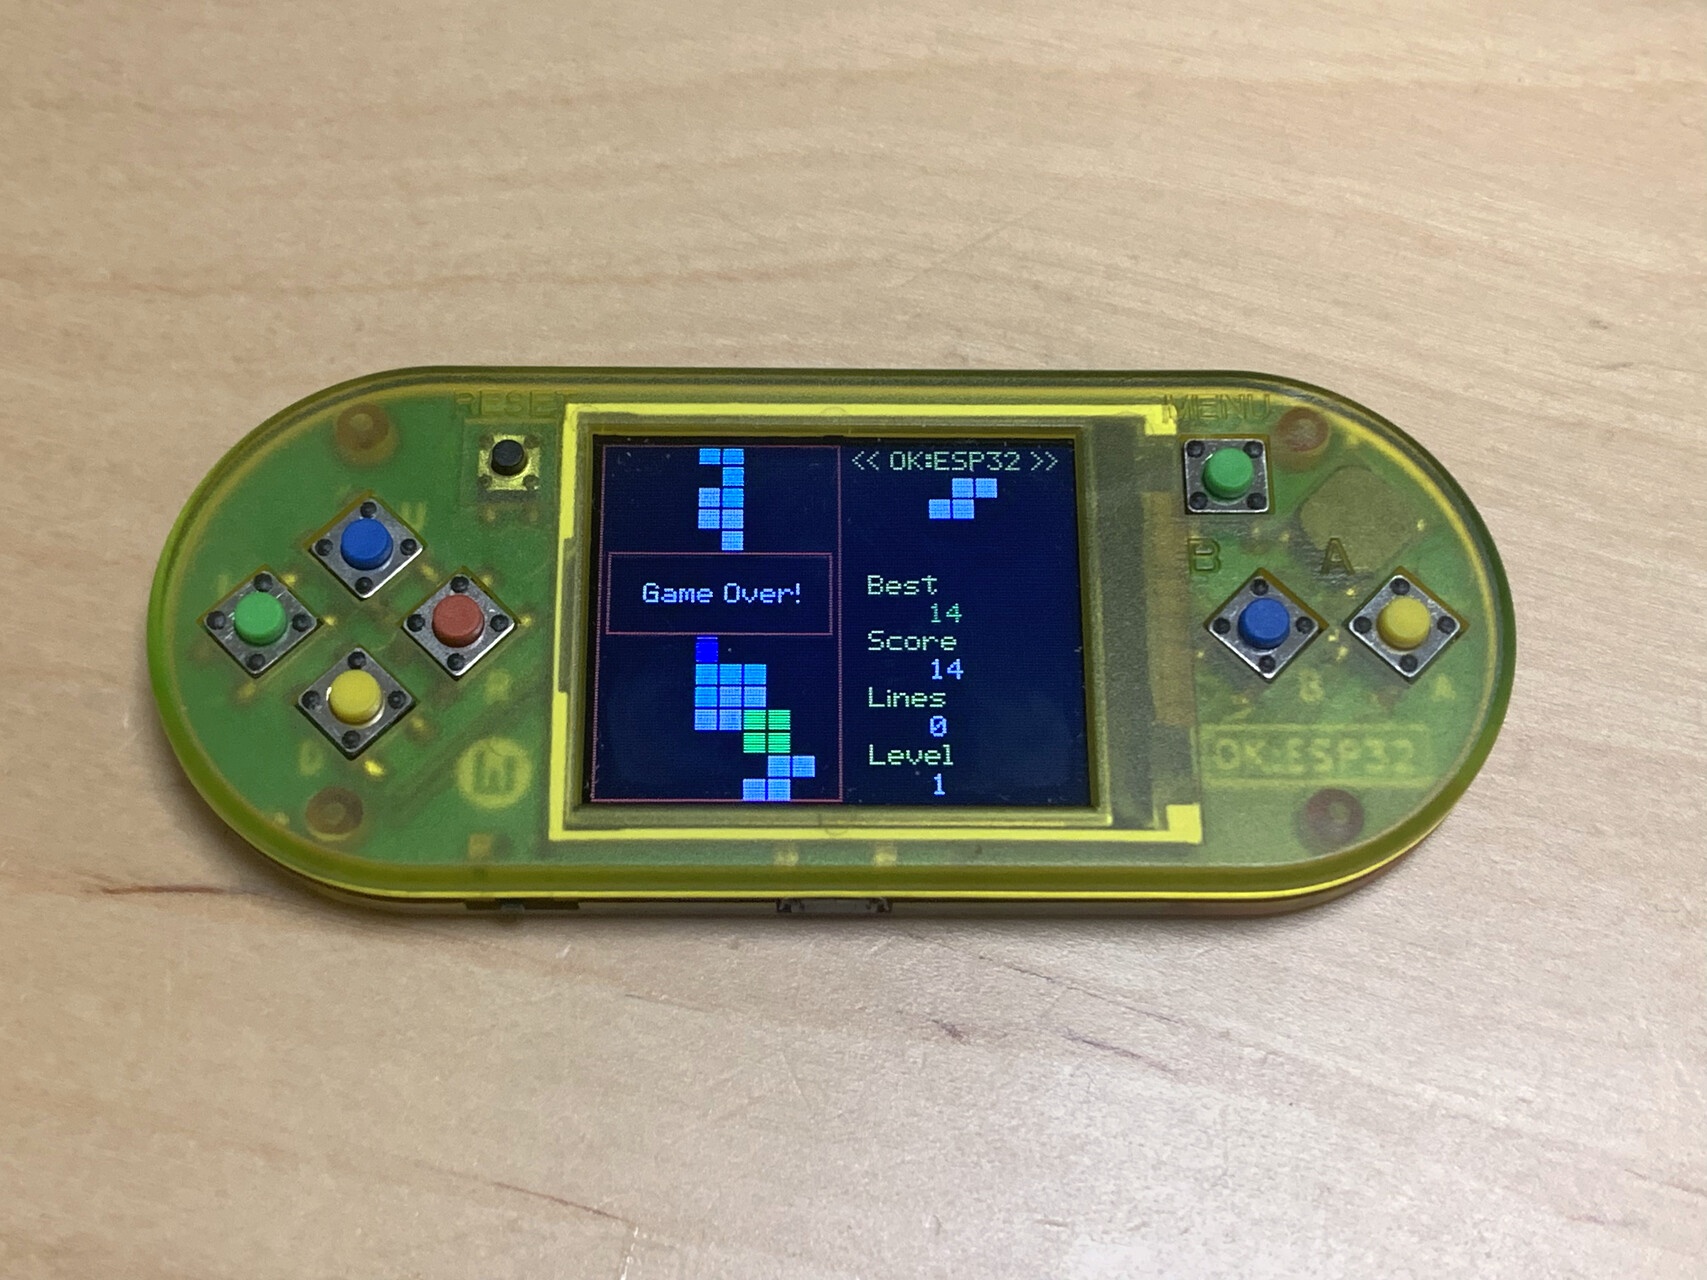 RESET
MENU
<< OK:ESP32 >>
Game Over!
Best
14
Score
14
Lines
0
Level
1
U
L
R
D
B
A
B
A
OK:ESP32